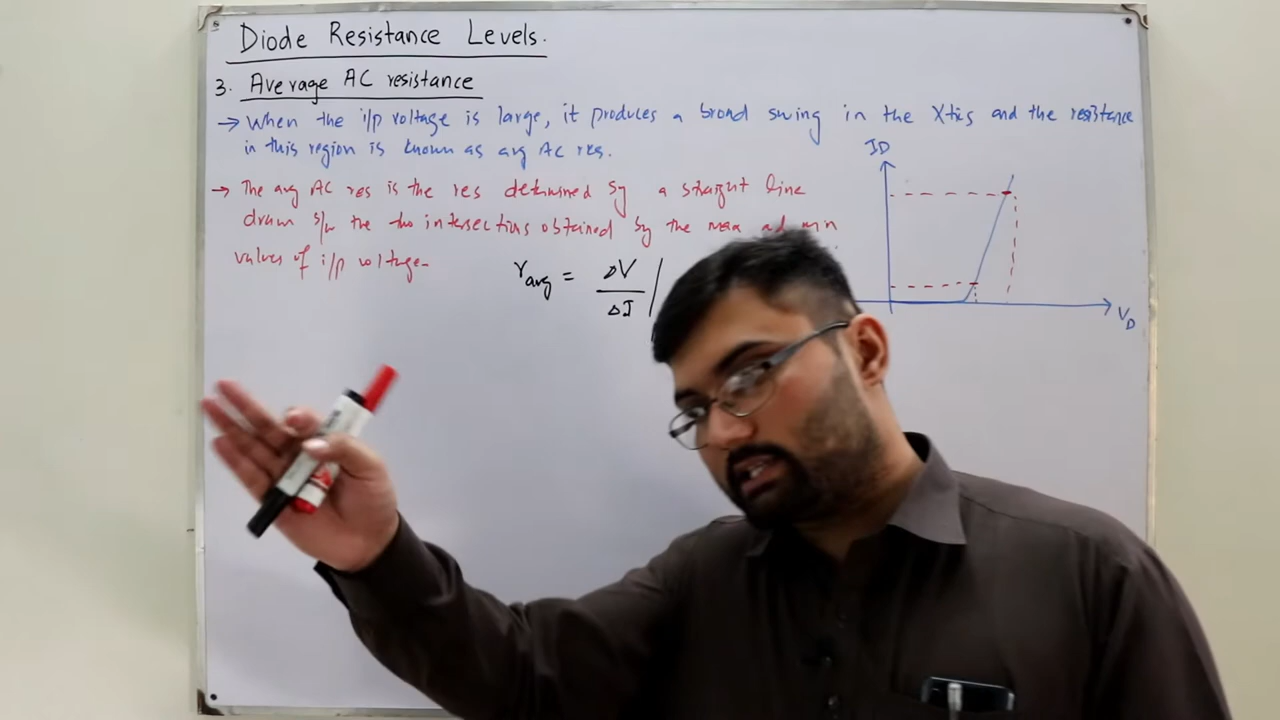 Diode Resistance Levels.
3. Average AC resistance
→ When the i/p voltage is large, it produces a broad swing in the Xtics and the resistance
in this region is known as avg AC res.
→ The avg AC res is the res determined by a straight line
drawn b/w the two intersections obtained by the max ad min
values of i/p voltage-
r avg = ΔV / ΔI |
ID
VD